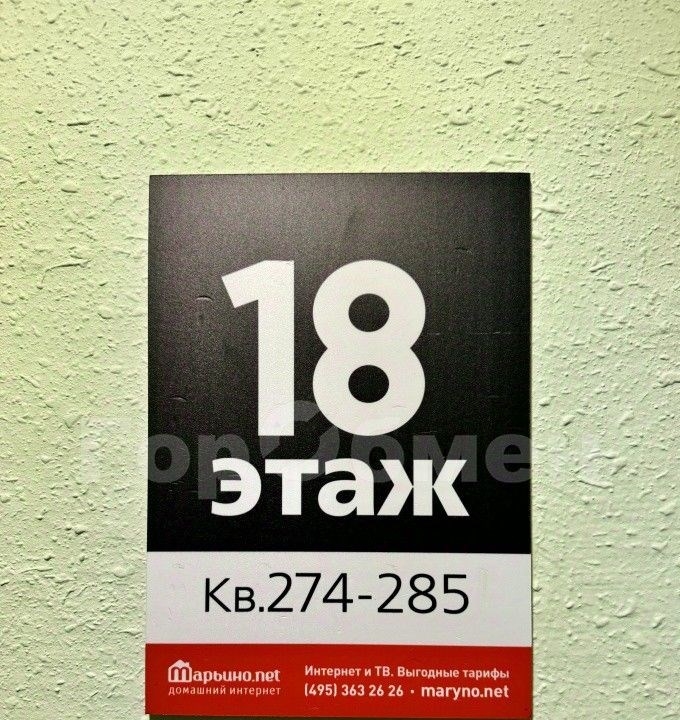 18
этаж
Кв.274-285
Марьино.net
домашний интернет
Интернет и ТВ. Выгодные тарифы
(495) 363 26 26 · maryno.net